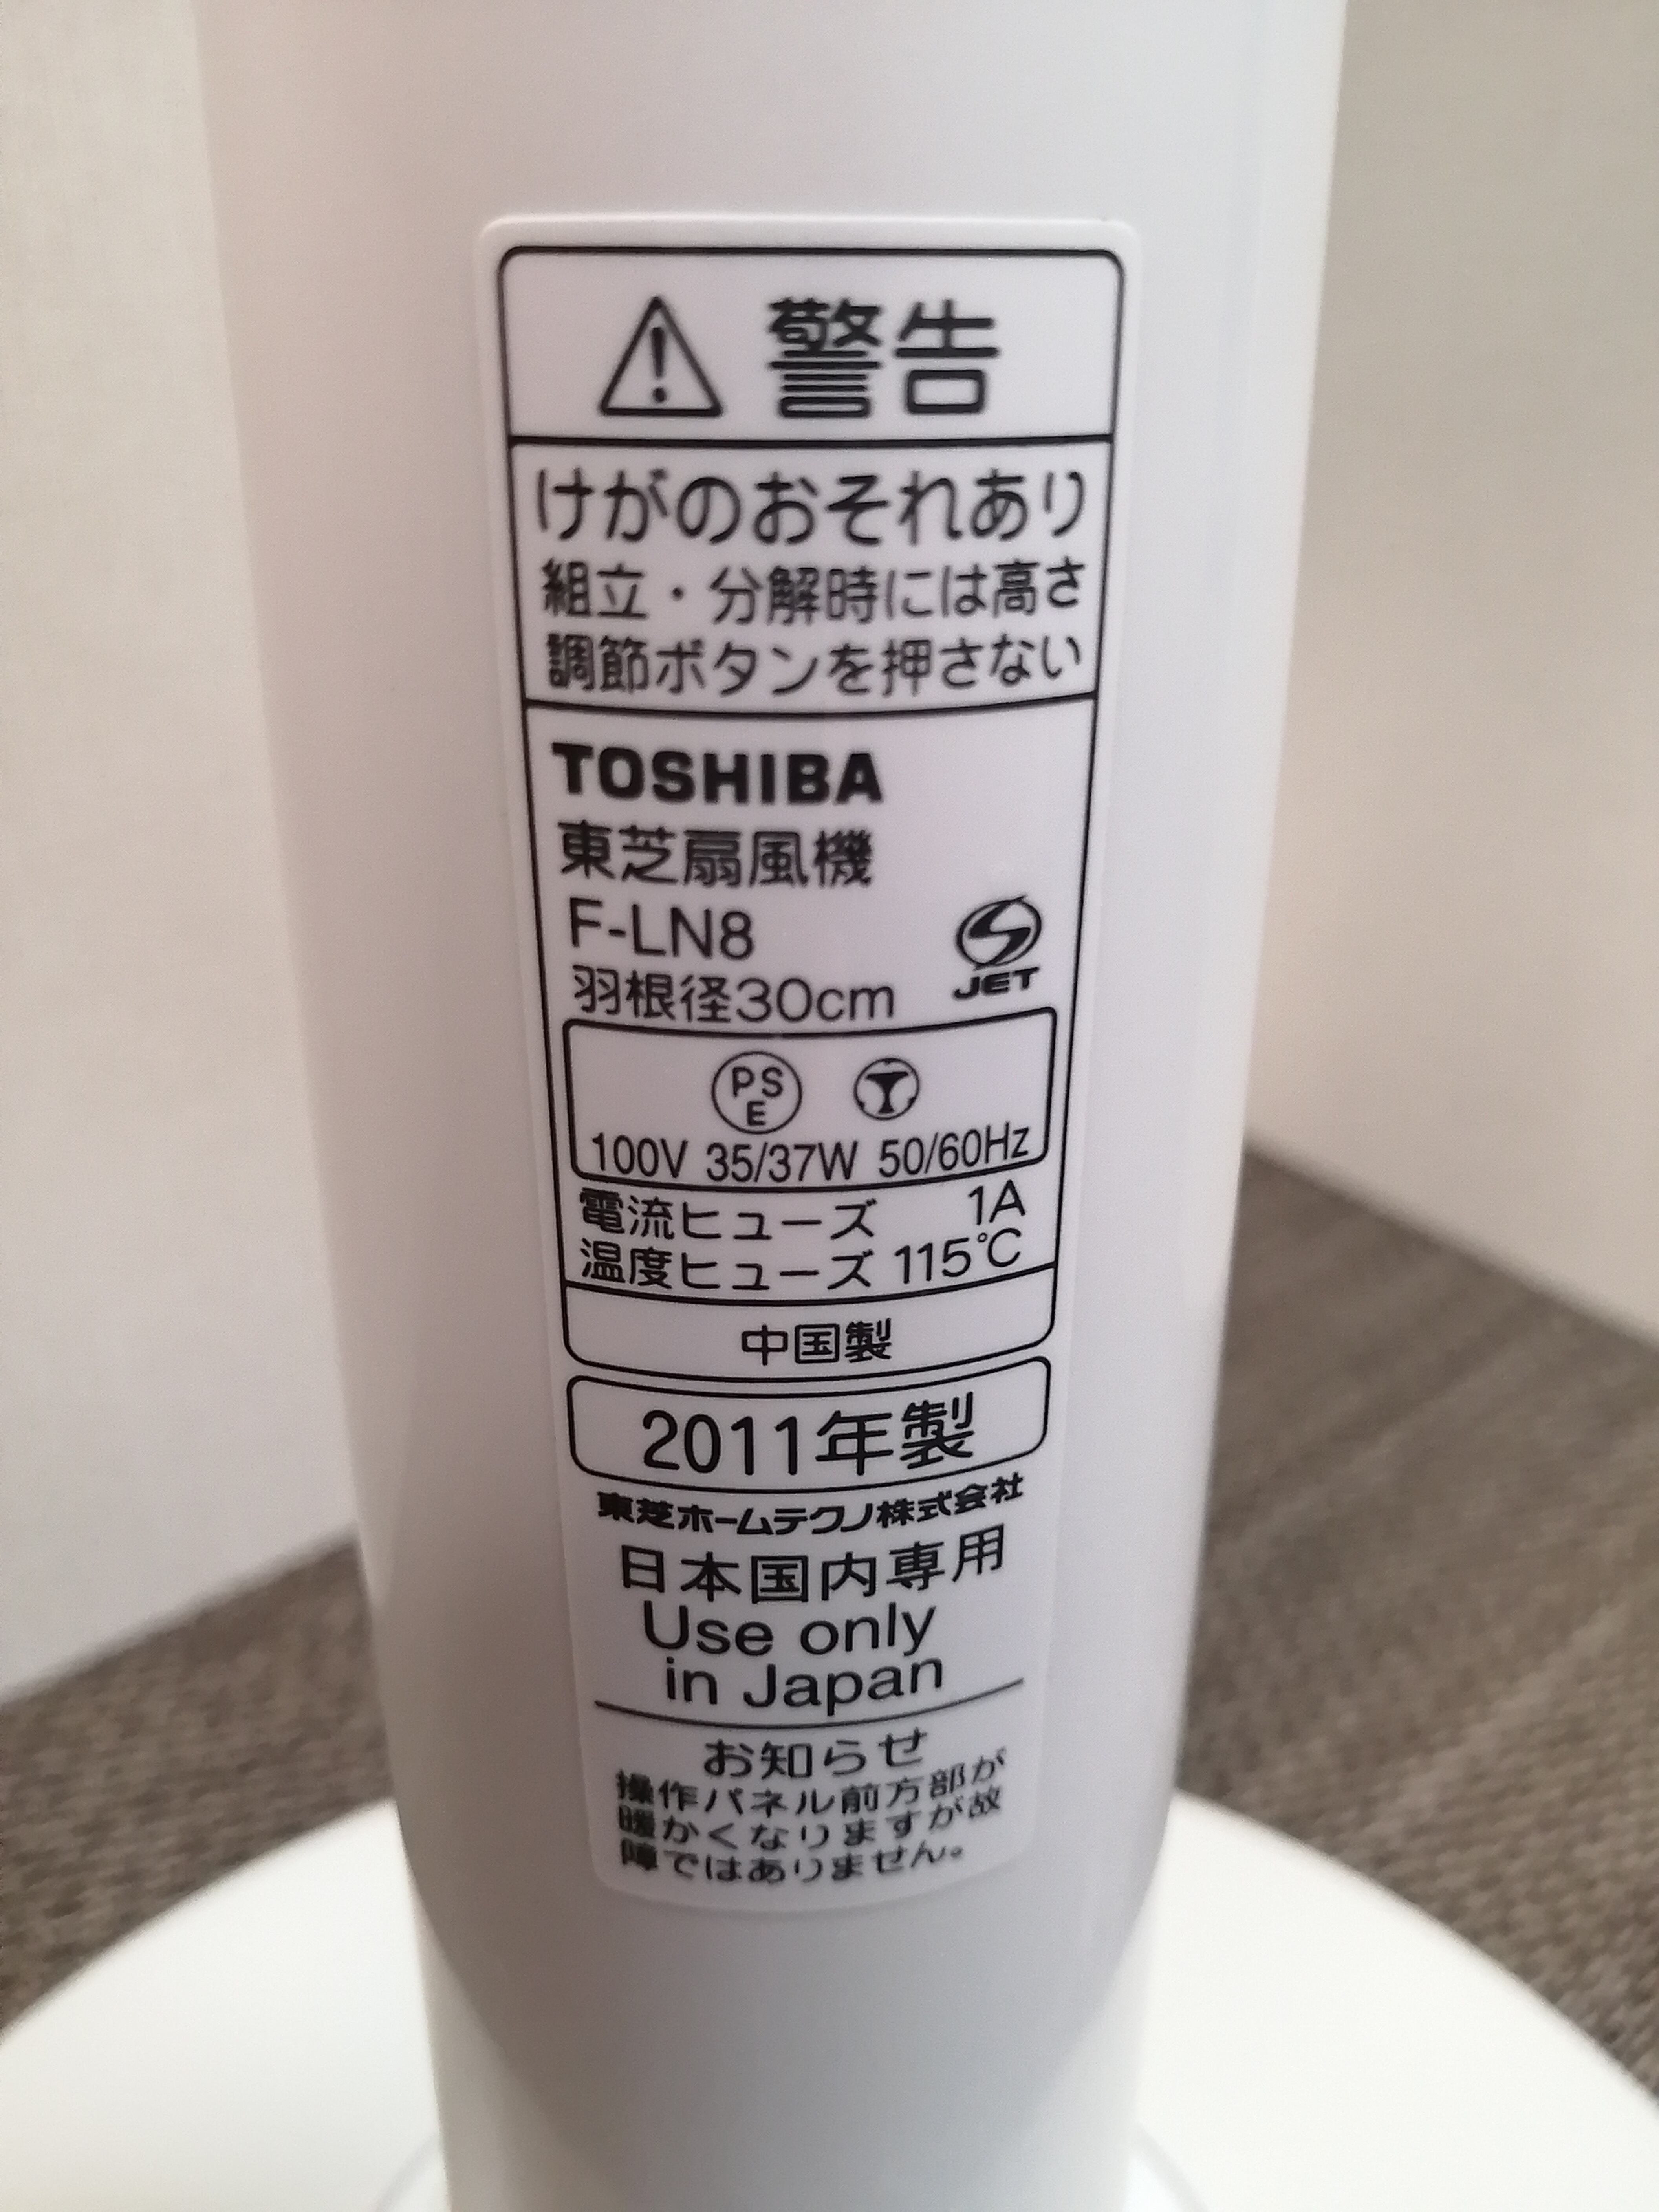 警告
けがのおそれあり
組立・分解時には高さ
調節ボタンを押さない
TOSHIBA
東芝扇風機
F-LN8
JET
羽根径30cm
PS
E
T
100V 35/37W 50/60Hz
電流ヒューズ 1A
温度ヒューズ 115℃
中国製
2011年製
東芝ホームテクノ株式会社
日本国内専用
Use only
in Japan
お知らせ
操作パネル前方部が
暖かくなりますが故
障ではありません。